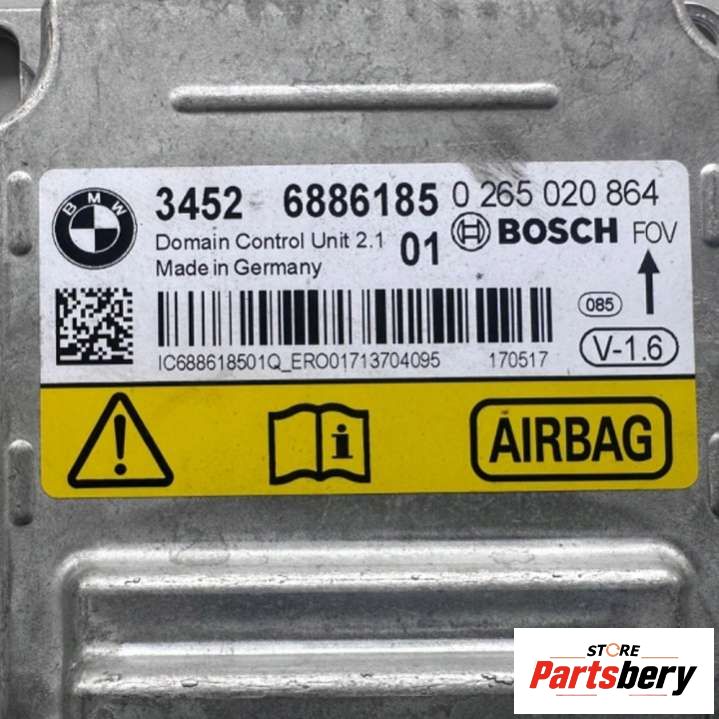 BMW
3452 6886185 0 265 020 864
Domain Control Unit 2.1 01 BOSCH FOV
Made in Germany
085
V-1.6
IC688618501Q_ERO01713704095 170517
i AIRBAG
STORE
Partsbery